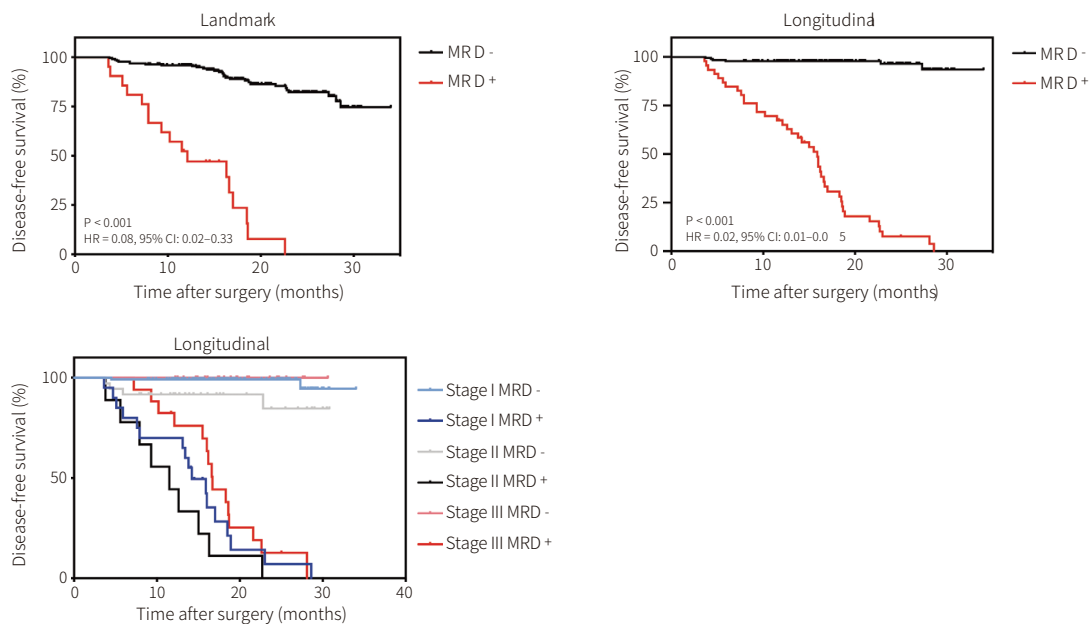 Landmark
100
75
50
25
0
Disease-free survival (%)
P < 0.001
HR = 0.08, 95% CI: 0.02–0.33
0 10 20 30
Time after surgery (months)
MRD -
MRD +
Longitudinal
100
75
50
25
0
Disease-free survival (%)
P < 0.001
HR = 0.02, 95% CI: 0.01–0.0 5
0 10 20 30
Time after surgery (months)
MRD -
MRD +
Longitudinal
100
50
0
Disease-free survival (%)
0 10 20 30 40
Time after surgery (months)
Stage I MRD -
Stage I MRD +
Stage II MRD -
Stage II MRD +
Stage III MRD -
Stage III MRD +